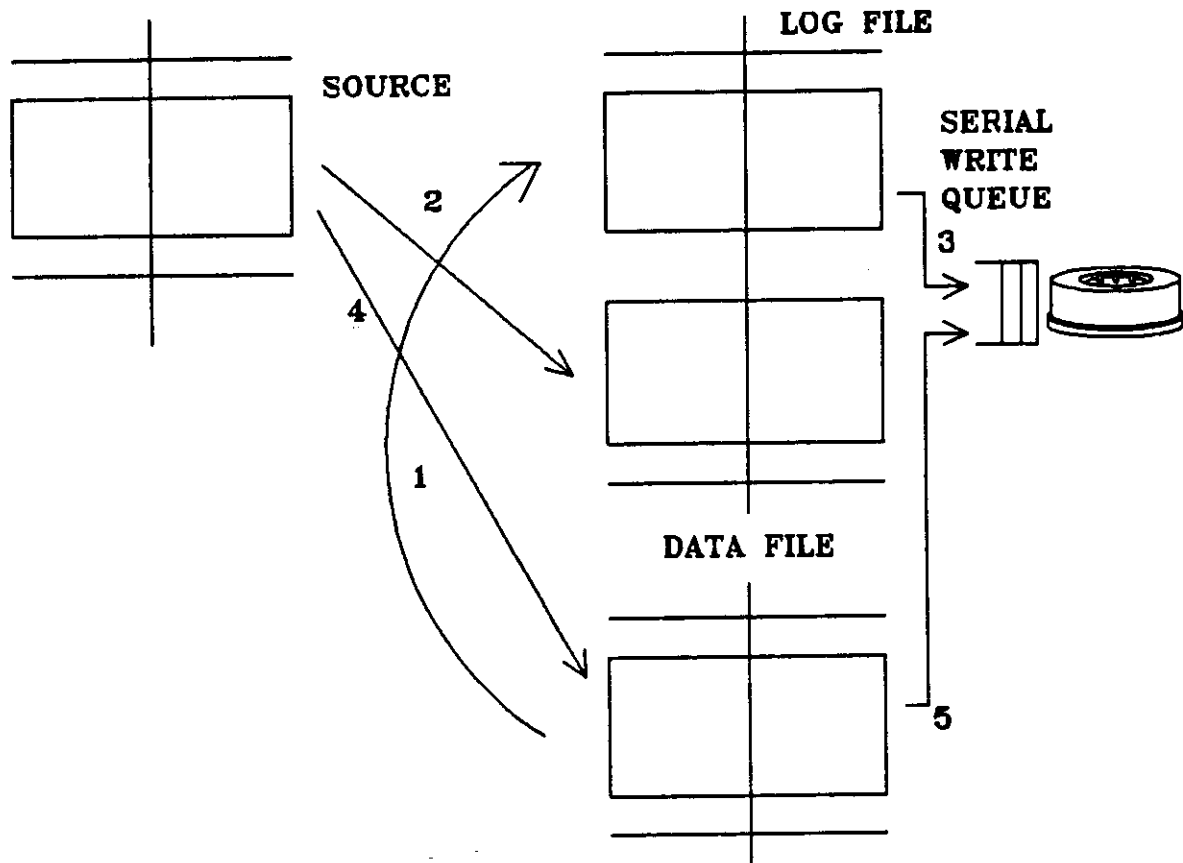 LOG FILE
SOURCE
SERIAL
WRITE
QUEUE
2
3
4
1
DATA FILE
5